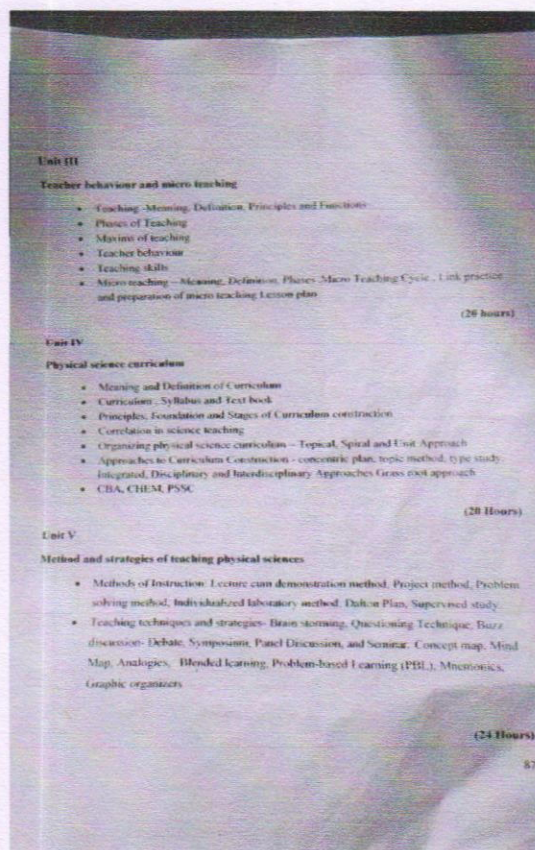 Unit III
Teacher behaviour and micro teaching
• Teaching -Meaning, Definition, Principles and Functions
• Phases of Teaching
• Maxims of teaching
• Teacher behaviour
• Teaching skills
• Micro teaching – Meaning, Definition, Phases -Micro Teaching Cycle , Link practice
and preparation of micro teaching Lesson plan
(26 hours)
Unit IV
Physical science curriculum
• Meaning and Definition of Curriculum
• Curriculum , Syllabus and Text book
• Principles, Foundation and Stages of Curriculum construction
• Correlation in science teaching
• Organizing physical science curriculum – Topical, Spiral and Unit Approach
• Approaches to Curriculum Construction - concentric plan, topic method, type study
Integrated, Disciplinary and Interdisciplinary Approaches Grass root approach
• CBA, CHEM, PSSC
(20 Hours)
Unit V
Method and strategies of teaching physical sciences
• Methods of Instruction: Lecture cum demonstration method, Project method, Problem
solving method, Individualized laboratory method, Dalton Plan, Supervised study
• Teaching techniques and strategies- Brain storming, Questioning Technique, Buzz
discussion- Debate, Symposium, Panel Discussion, and Seminar, Concept map, Mind
Map, Analogies, Blended learning, Problem-based Learning (PBL), Mnemonics,
Graphic organizers
(24 Hours)
87